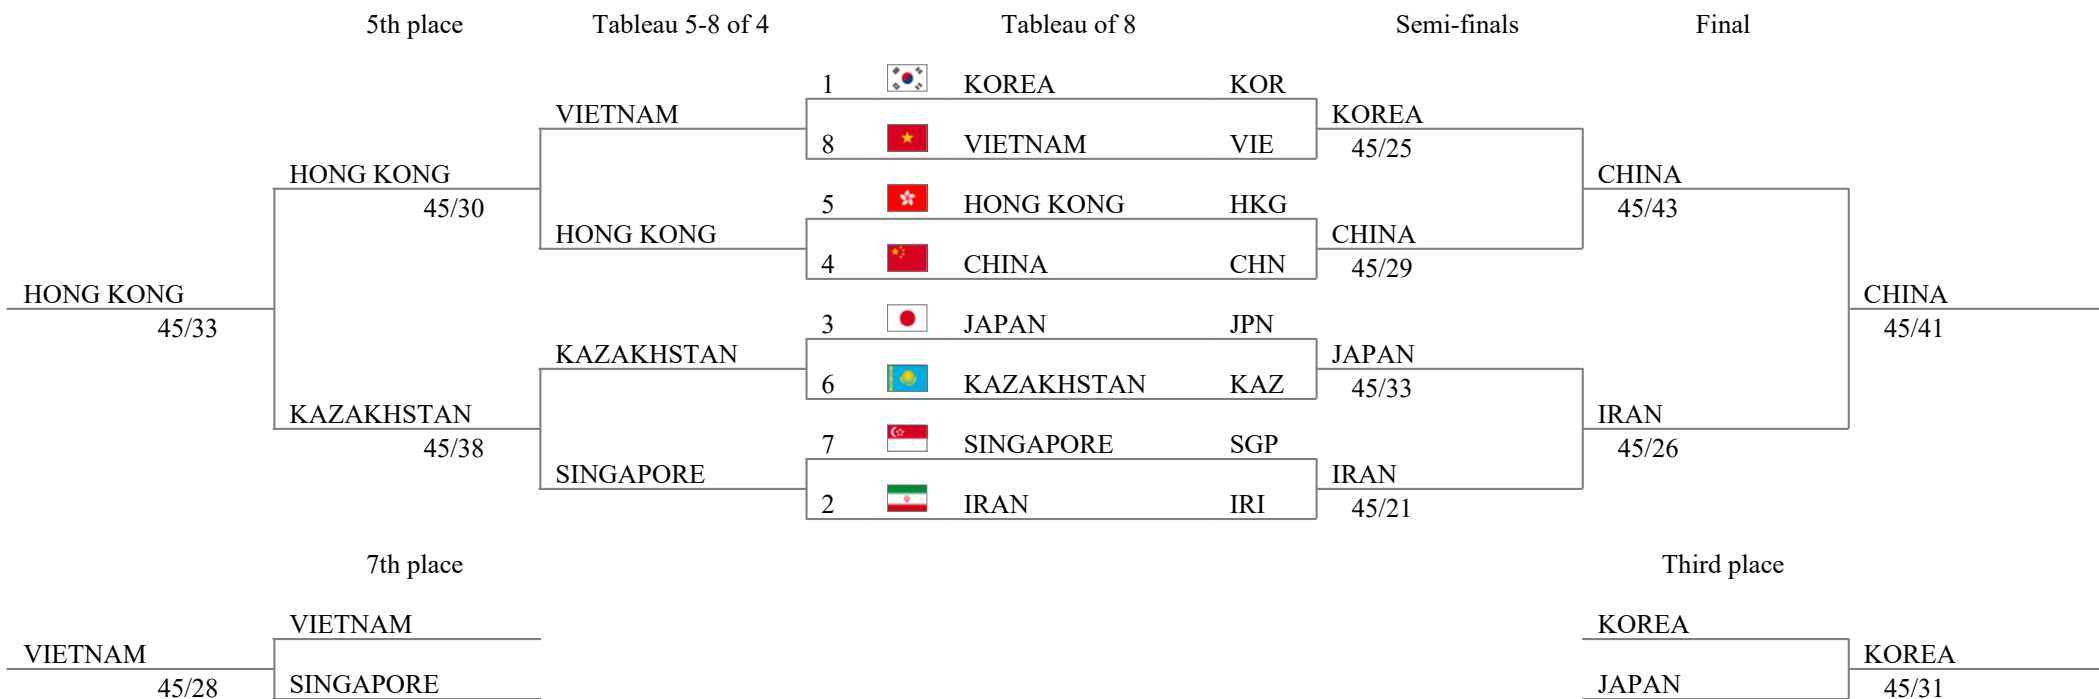 5th place Tableau 5-8 of 4 Tableau of 8 Semi-finals Final
1 KOREA KOR
VIETNAM KOREA
8 VIETNAM VIE 45/25
HONG KONG CHINA
5 HONG KONG HKG
45/30 45/43
HONG KONG CHINA
4 CHINA CHN 45/29
HONG KONG CHINA
3 JAPAN JPN
45/33 45/41
KAZAKHSTAN JAPAN
6 KAZAKHSTAN KAZ 45/33
KAZAKHSTAN IRAN
7 SINGAPORE SGP
45/38 45/26
SINGAPORE IRAN
2 IRAN IRI 45/21
7th place Third place
VIETNAM KOREA
VIETNAM KOREA
45/28 SINGAPORE JAPAN 45/31